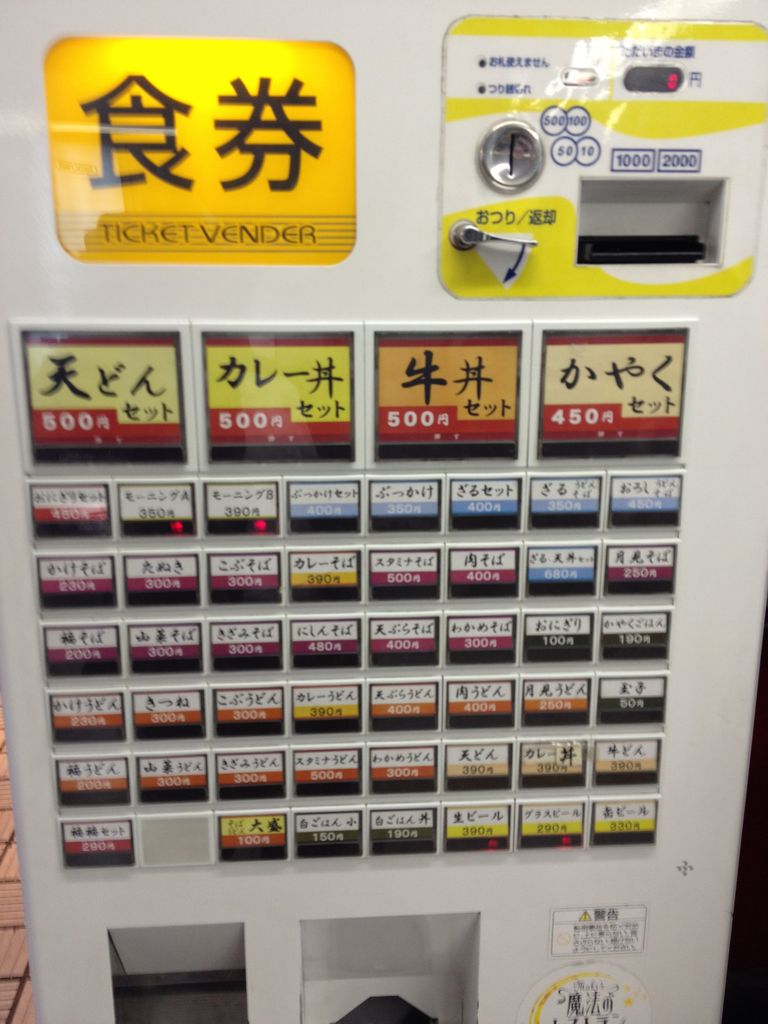 食券
TICKET VENDER
お札使えません
つり銭切れ
ただいまの金額
0円
500 100
50 10
1000 2000
おつり／返却
天どん
セット
500円
カレー丼
セット
500円
牛丼
セット
500円
かやく
セット
450円
おにぎりセット
450円
モーニングA
350円
モーニングB
390円
ぶっかけセット
400円
ぶっかけ
350円
ざるセット
400円
ざる うどん そば
350円
おろし うどん そば
450円
かけそば
230円
たぬき
300円
こぶそば
300円
カレーそば
390円
スタミナそば
500円
肉そば
400円
ざる・天丼セット
680円
月見そば
250円
福そば
200円
山菜そば
300円
きざみそば
300円
にしんそば
480円
天ぷらそば
400円
わかめそば
300円
おにぎり
100円
かやくごはん
190円
かけうどん
230円
きつね
300円
こぶうどん
300円
カレーうどん
390円
天ぷらうどん
400円
肉うどん
400円
月見うどん
250円
玉子
50円
福うどん
200円
山菜うどん
300円
きざみうどん
300円
スタミナうどん
500円
わかめうどん
300円
天どん
390円
カレー丼
390円
牛どん
390円
福福セット
290円
そば うどん 大盛
100円
白ごはん 小
150円
白ごはん 丼
190円
生ビール
390円
グラスビール
290円
缶ビール
330円
警告
魔法の